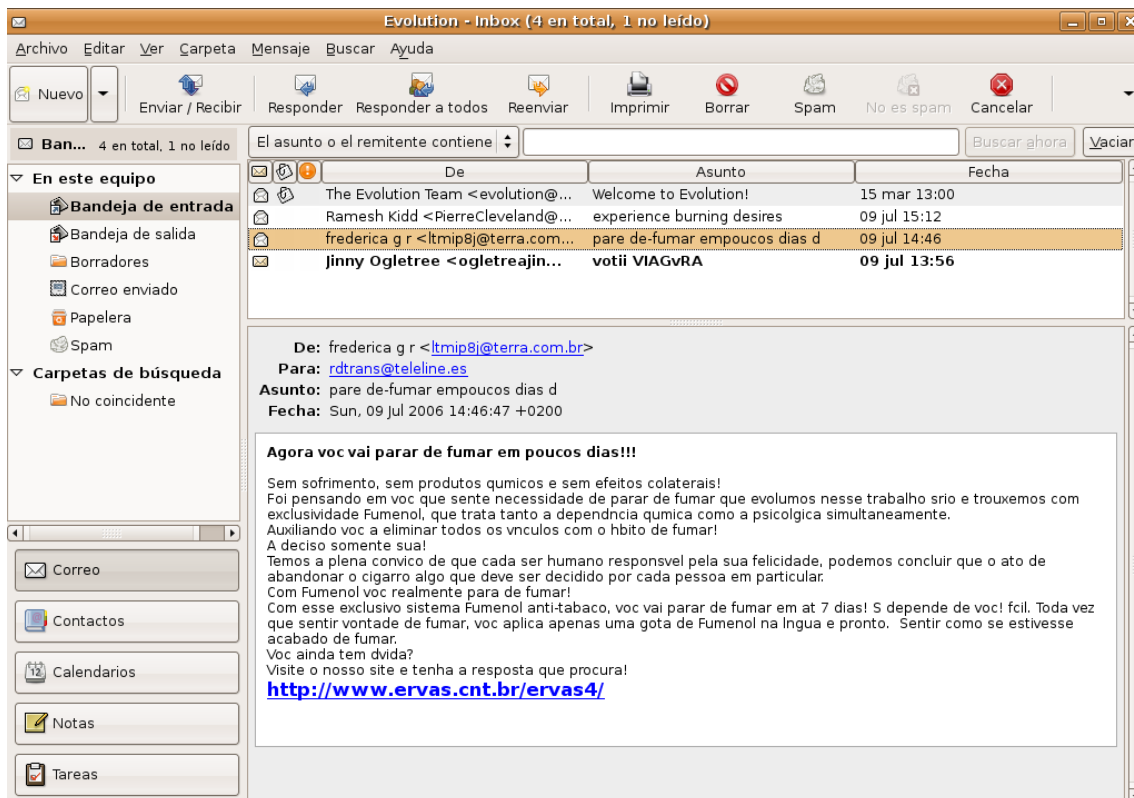 Evolution - Inbox (4 en total, 1 no leído)
Archivo Editar Ver Carpeta Mensaje Buscar Ayuda
Nuevo Enviar / Recibir Responder Responder a todos Reenviar Imprimir Borrar Spam No es spam Cancelar
Ban... 4 en total, 1 no leído
El asunto o el remitente contiene Buscar ahora Vaciar
En este equipo
Bandeja de entrada
Bandeja de salida
Borradores
Correo enviado
Papelera
Spam
Carpetas de búsqueda
No coincidente
Correo
Contactos
Calendarios
Notas
Tareas
De Asunto Fecha
The Evolution Team <evolution@... Welcome to Evolution! 15 mar 13:00
Ramesh Kidd <PierreCleveland@... experience burning desires 09 jul 15:12
frederica g r <ltmip8j@terra.com... pare de-fumar empoucos dias d 09 jul 14:46
Jinny Ogletree <ogletreajin... votii VIAGvRA 09 jul 13:56
De: frederica g r <ltmip8j@terra.com.br>
Para: rdtrans@teleline.es
Asunto: pare de-fumar empoucos dias d
Fecha: Sun, 09 Jul 2006 14:46:47 +0200
Agora voc vai parar de fumar em poucos dias!!!
Sem sofrimento, sem produtos qumicos e sem efeitos colaterais!
Foi pensando em voc que sente necessidade de parar de fumar que evolumos nesse trabalho srio e trouxemos com
exclusividade Fumenol, que trata tanto a dependncia qumica como a psicolgica simultaneamente.
Auxiliando voc a eliminar todos os vnculos com o hbito de fumar!
A deciso somente sua!
Temos a plena convico de que cada ser humano responsvel pela sua felicidade, podemos concluir que o ato de
abandonar o cigarro algo que deve ser decidido por cada pessoa em particular.
Com Fumenol voc realmente para de fumar!
Com esse exclusivo sistema Fumenol anti-tabaco, voc vai parar de fumar em at 7 dias! S depende de voc! fcil. Toda vez
que sentir vontade de fumar, voc aplica apenas uma gota de Fumenol na lngua e pronto.  Sentir como se estivesse
acabado de fumar.
Voc ainda tem dvida?
Visite o nosso site e tenha a resposta que procura!
http://www.ervas.cnt.br/ervas4/